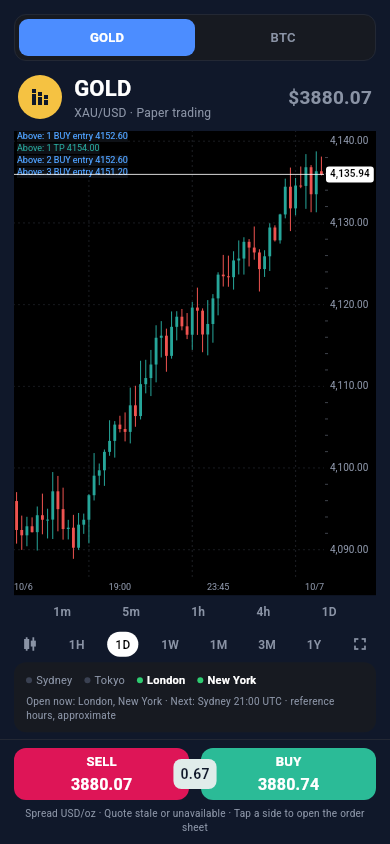 GOLD
BTC
GOLD
XAU/USD · Paper trading
$3880.07
Above: 1 BUY entry 4152.60
Above: 1 TP 4154.00
Above: 2 BUY entry 4152.60
Above: 3 BUY entry 4151.20
4,140.00
4,135.94
4,130.00
4,120.00
4,110.00
4,100.00
4,090.00
10/6 19:00 23:45 10/7
1m 5m 1h 4h 1D
1H 1D 1W 1M 3M 1Y
Sydney Tokyo London New York
Open now: London, New York · Next: Sydney 21:00 UTC · reference
hours, approximate
SELL
3880.07
0.67
BUY
3880.74
Spread USD/oz · Quote stale or unavailable · Tap a side to open the order
sheet